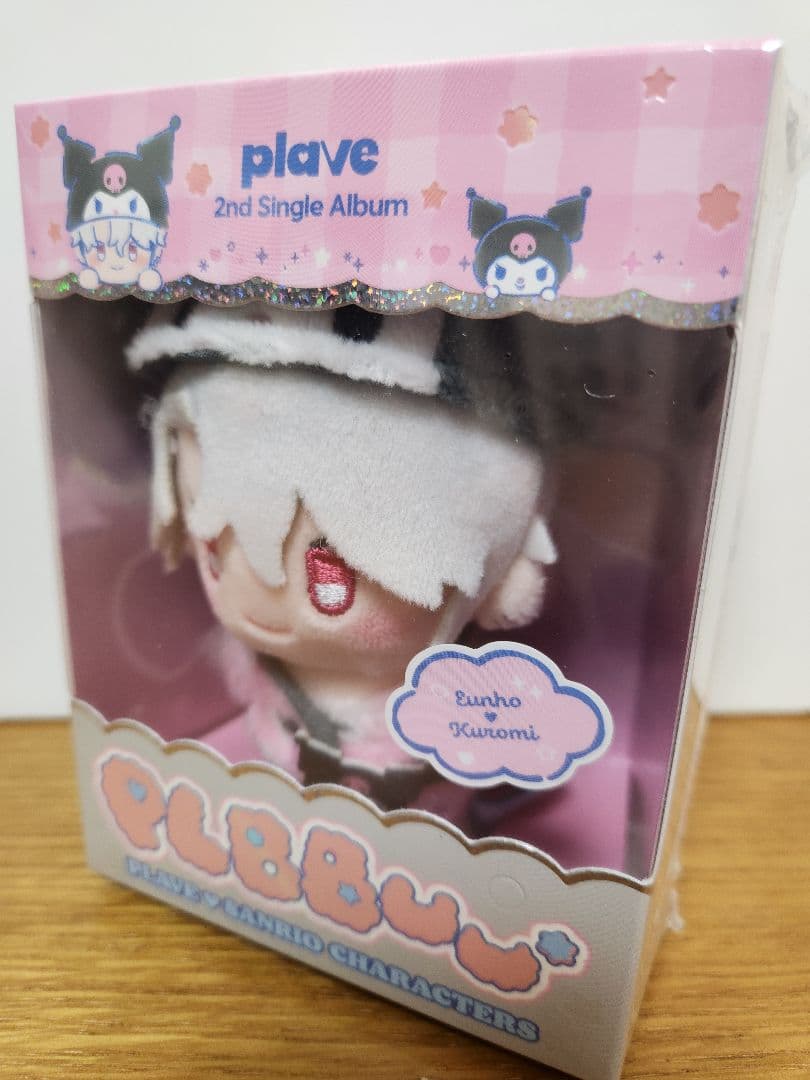 plave
2nd Single Album
Eunho
Kuromi
PLBBUU
PLAVE ♥ SANRIO CHARACTERS